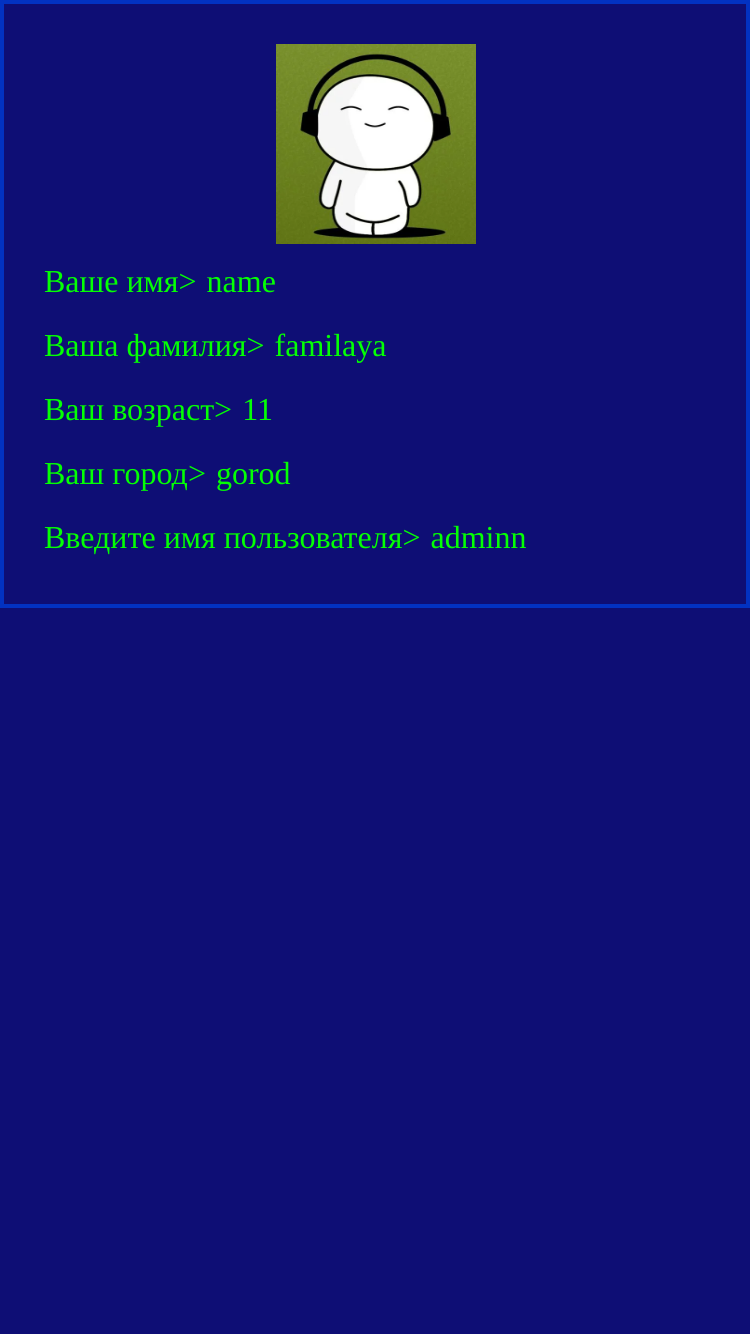 Ваше имя> name
Ваша фамилия> familaya
Ваш возраст> 11
Ваш город> gorod
Введите имя пользователя> adminn